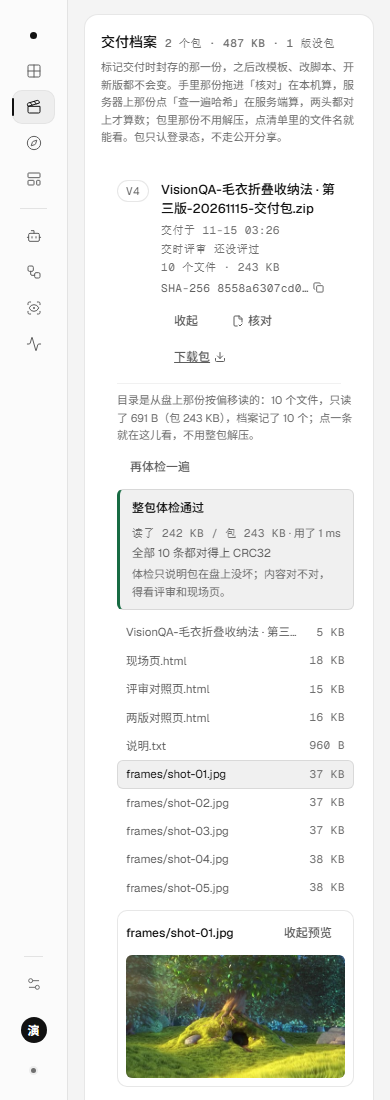 交付档案 2 个包 · 487 KB · 1 版没包
标记交付时封存的那一份，之后改模板、改脚本、开
新版都不会变。手里那份拖进「核对」在本机算，服
务器上那份点「查一遍哈希」在服务端算，两头都对
上才算数；包里那份不用解压，点清单里的文件名就
能看。包只认登录态，不走公开分享。
V4
VisionQA-毛衣折叠收纳法 · 第
三版-20261115-交付包.zip
交付于 11-15 03:26
交时评审 还没评过
10 个文件 · 243 KB
SHA-256 8558a6307cd0…
收起
核对
下载包
目录是从盘上那份按偏移读的：10 个文件，只读
了 691 B（包 243 KB），档案记了 10 个；点一条
就在这儿看，不用整包解压。
再体检一遍
整包体检通过
读了 242 KB / 包 243 KB · 用了 1 ms
全部 10 条都对得上 CRC32
体检只说明包在盘上没坏；内容对不对，
得看评审和现场页。
VisionQA-毛衣折叠收纳法 · 第三… 5 KB
现场页.html 18 KB
评审对照页.html 15 KB
两版对照页.html 16 KB
说明.txt 960 B
frames/shot-01.jpg 37 KB
frames/shot-02.jpg 37 KB
frames/shot-03.jpg 37 KB
frames/shot-04.jpg 38 KB
frames/shot-05.jpg 38 KB
frames/shot-01.jpg 收起预览
演